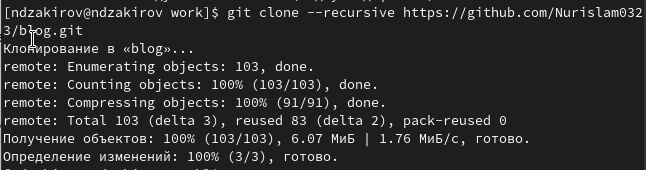 [ndzakirov@ndzakirov work]$ git clone --recursive https://github.com/Nurislam032
3/blog.git
Клонирование в «blog»...
remote: Enumerating objects: 103, done.
remote: Counting objects: 100% (103/103), done.
remote: Compressing objects: 100% (91/91), done.
remote: Total 103 (delta 3), reused 83 (delta 2), pack-reused 0
Получение объектов: 100% (103/103), 6.07 МиБ | 1.76 МиБ/с, готово.
Определение изменений: 100% (3/3), готово.